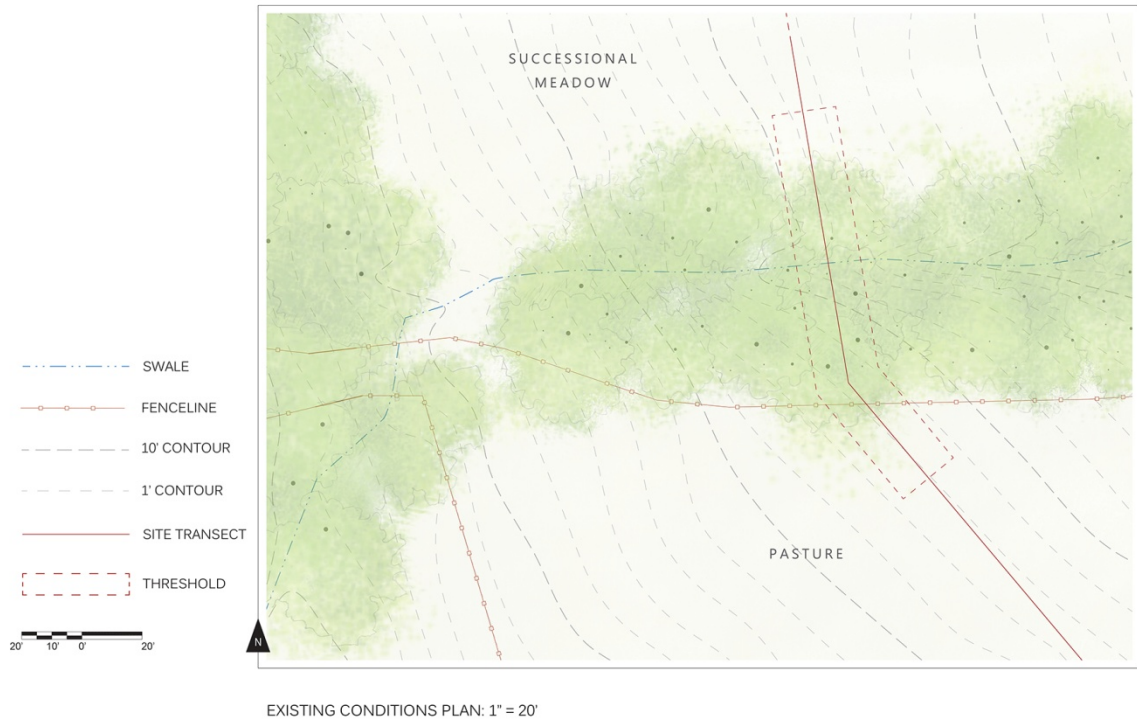 SUCCESSIONAL
MEADOW
SWALE
FENCELINE
10' CONTOUR
1' CONTOUR
SITE TRANSECT
PASTURE
THRESHOLD
20' 10' 0' 20'
N
EXISTING CONDITIONS PLAN: 1" = 20'